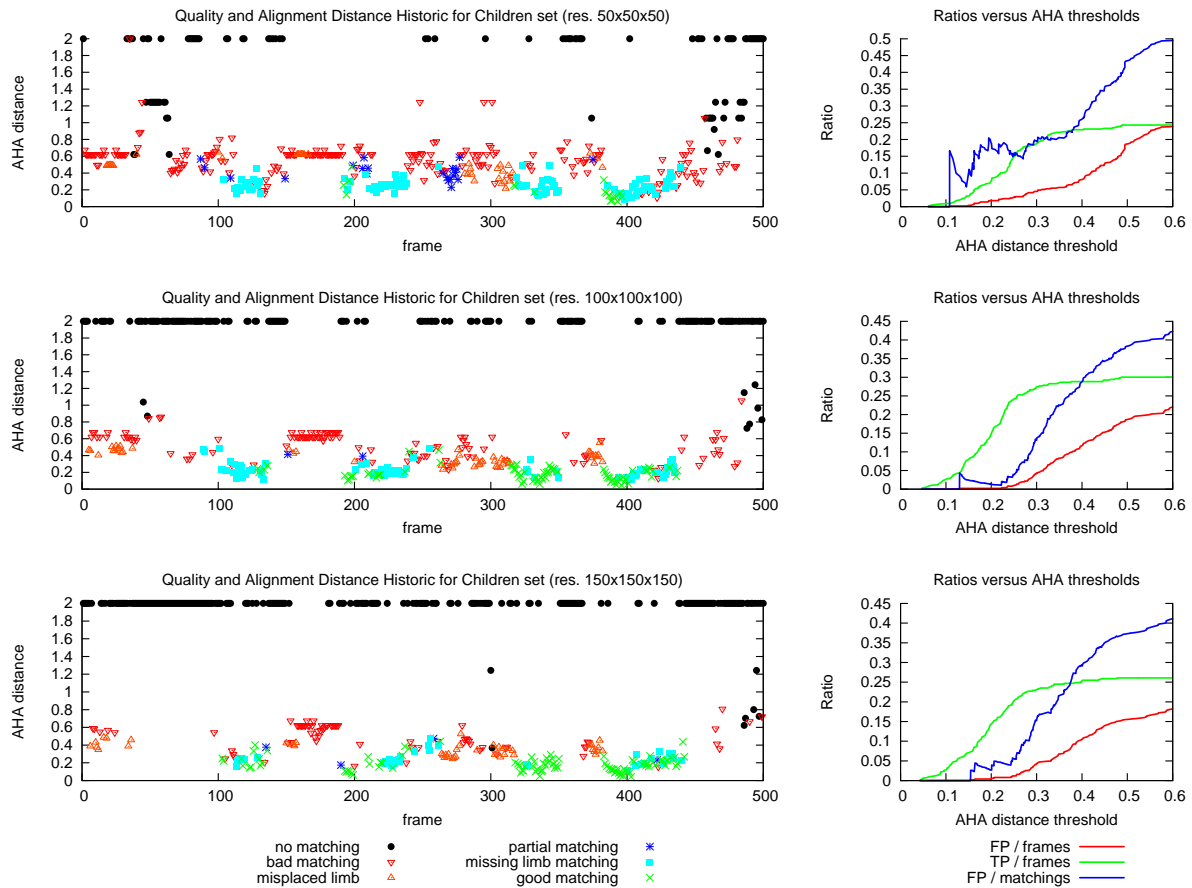 Quality and Alignment Distance Historic for Children set (res. 50x50x50)
AHA distance
2
1.8
1.6
1.4
1.2
1
0.8
0.6
0.4
0.2
0
0 100 200 300 400 500
frame
Ratios versus AHA thresholds
Ratio
0.5
0.45
0.4
0.35
0.3
0.25
0.2
0.15
0.1
0.05
0
0 0.1 0.2 0.3 0.4 0.5 0.6
AHA distance threshold
Quality and Alignment Distance Historic for Children set (res. 100x100x100)
AHA distance
2
1.8
1.6
1.4
1.2
1
0.8
0.6
0.4
0.2
0
0 100 200 300 400 500
frame
Ratios versus AHA thresholds
Ratio
0.45
0.4
0.35
0.3
0.25
0.2
0.15
0.1
0.05
0
0 0.1 0.2 0.3 0.4 0.5 0.6
AHA distance threshold
Quality and Alignment Distance Historic for Children set (res. 150x150x150)
AHA distance
2
1.8
1.6
1.4
1.2
1
0.8
0.6
0.4
0.2
0
0 100 200 300 400 500
frame
Ratios versus AHA thresholds
Ratio
0.45
0.4
0.35
0.3
0.25
0.2
0.15
0.1
0.05
0
0 0.1 0.2 0.3 0.4 0.5 0.6
AHA distance threshold
no matching
bad matching
misplaced limb
partial matching
missing limb matching
good matching
FP / frames
TP / frames
FP / matchings